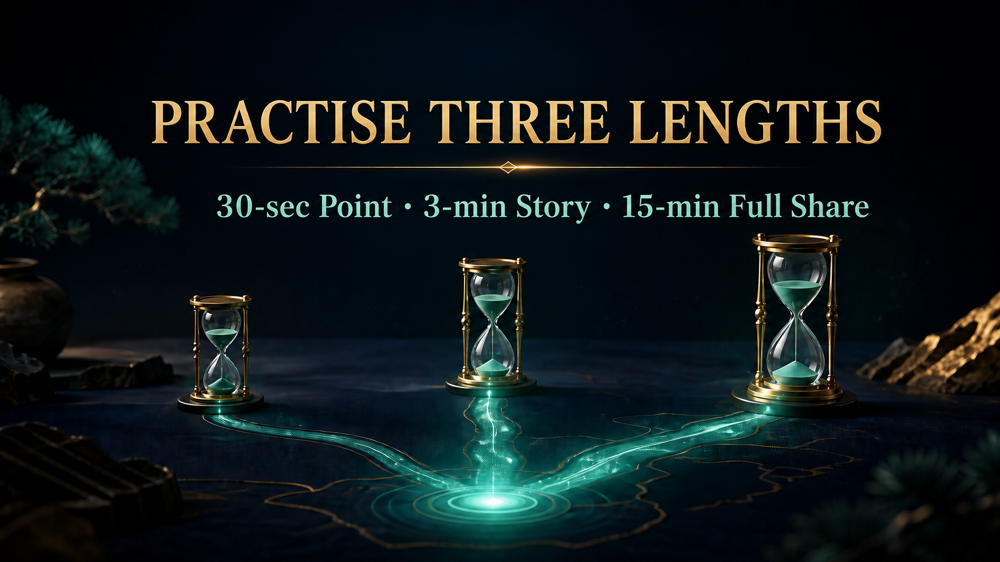 PRACTISE THREE LENGTHS
30-sec Point • 3-min Story • 15-min Full Share